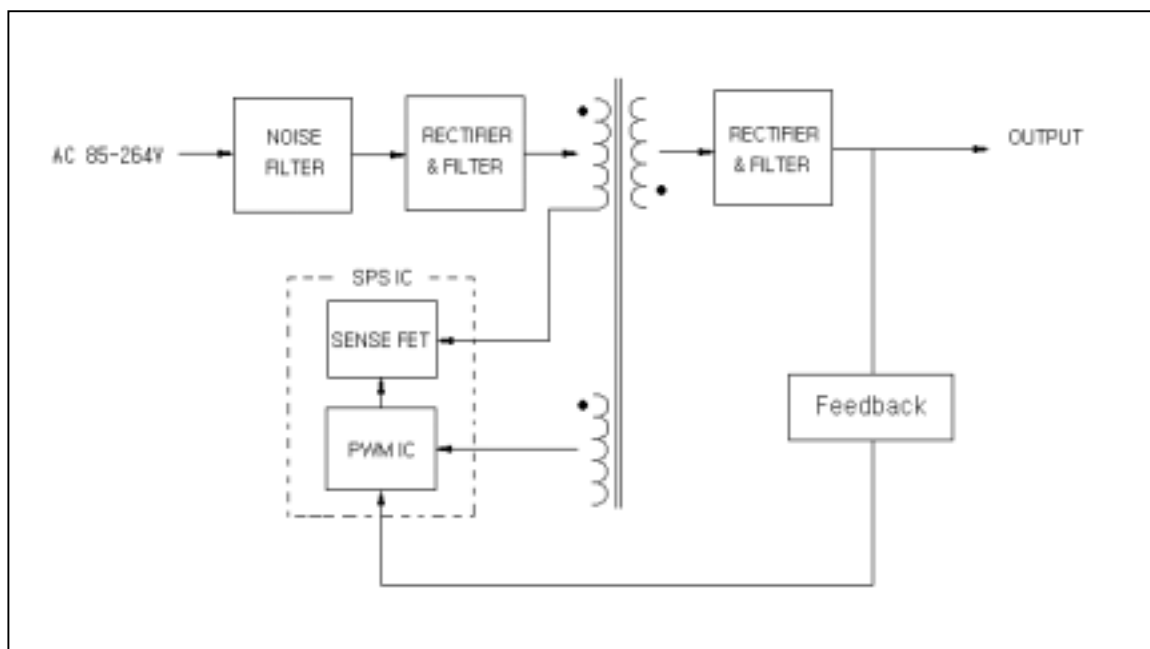 AC 85-264V
NOISE
FILTER
RECTIFIER
& FILTER
RECTIFIER
& FILTER
OUTPUT
SPS IC
SENSE FET
PWM IC
Feedback